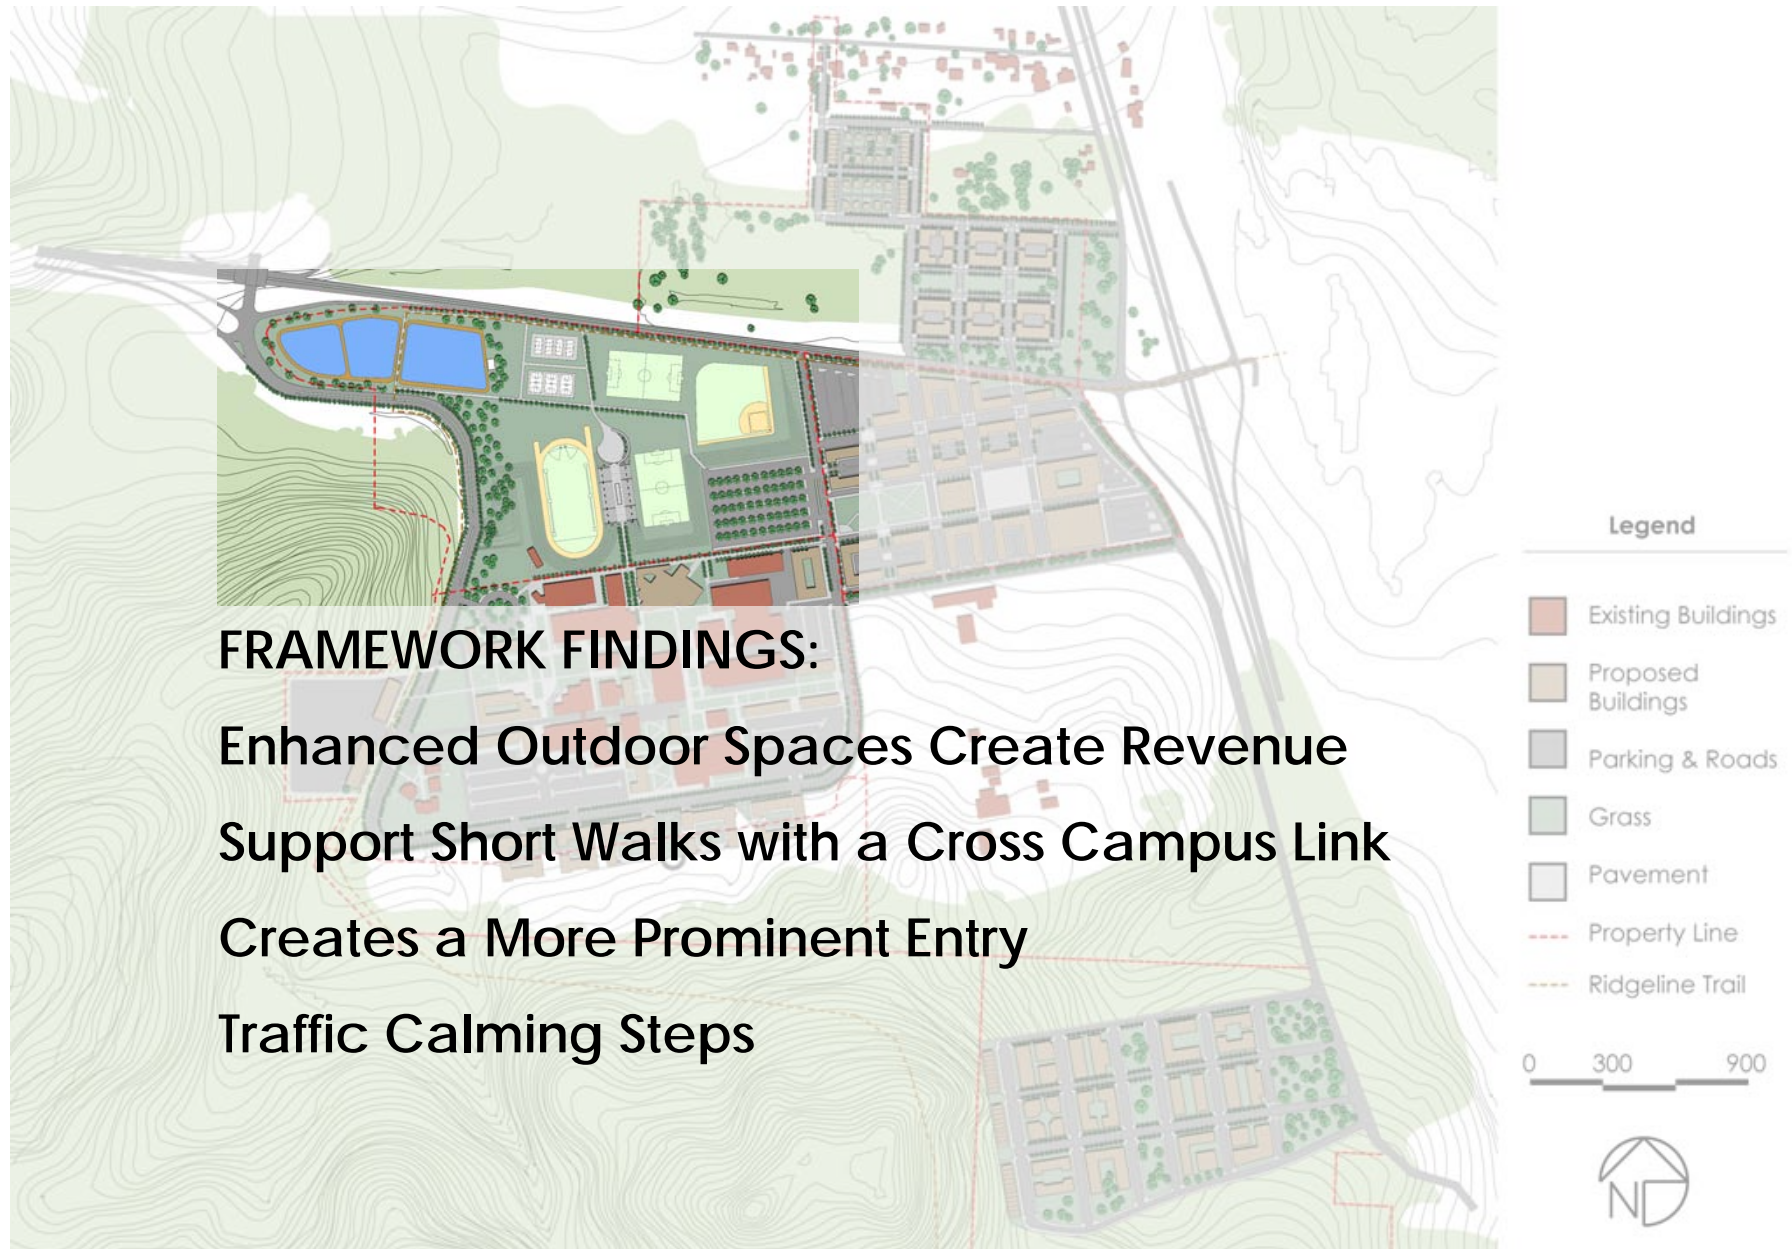 FRAMEWORK FINDINGS:
Enhanced Outdoor Spaces Create Revenue
Support Short Walks with a Cross Campus Link
Creates a More Prominent Entry
Traffic Calming Steps
Legend
Existing Buildings
Proposed
Buildings
Parking & Roads
Grass
Pavement
Property Line
Ridgeline Trail
0 300 900
N